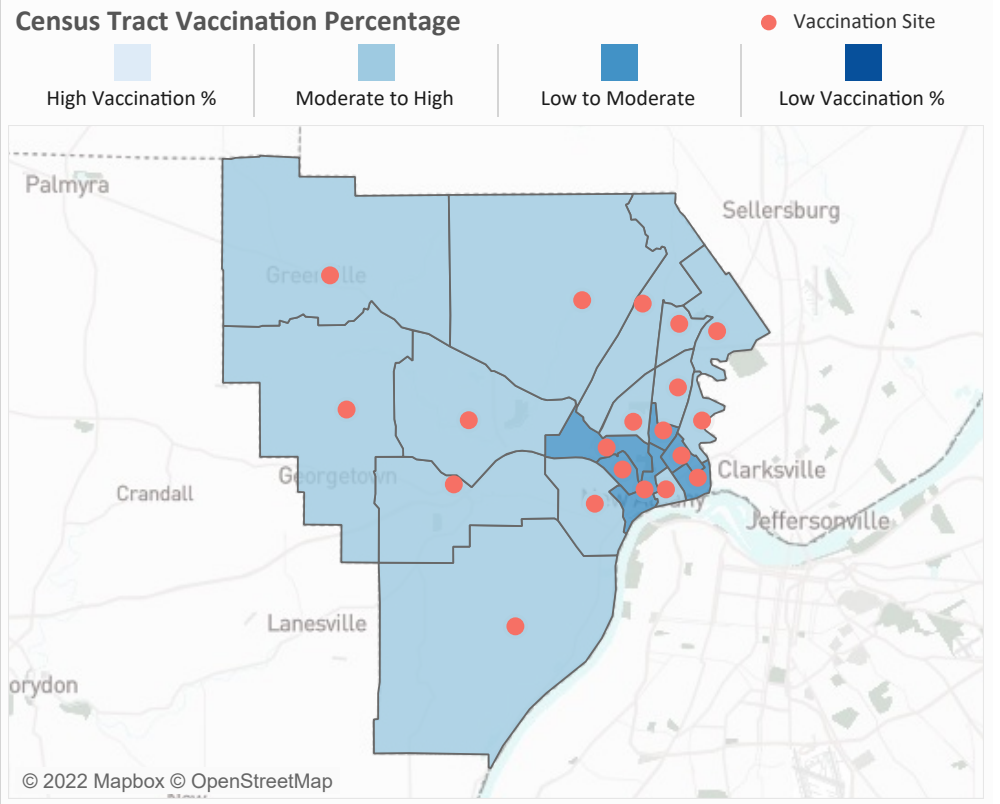 Census Tract Vaccination Percentage
Vaccination Site
High Vaccination %
Moderate to High
Low to Moderate
Low Vaccination %
Palmyra
Sellersburg
Georgetown
Clarksville
Crandall
Jeffersonville
Lanesville
orydon
© 2022 Mapbox © OpenStreetMap